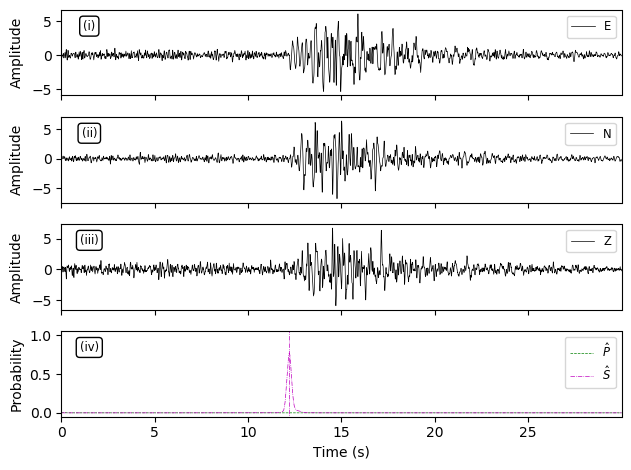 Amplitude
5
0
−5
(i)
E
Amplitude
5
0
−5
(ii)
N
Amplitude
5
0
−5
(iii)
Z
Probability
1.0
0.5
0.0
(iv)
P̂
Ŝ
0 5 10 15 20 25
Time (s)